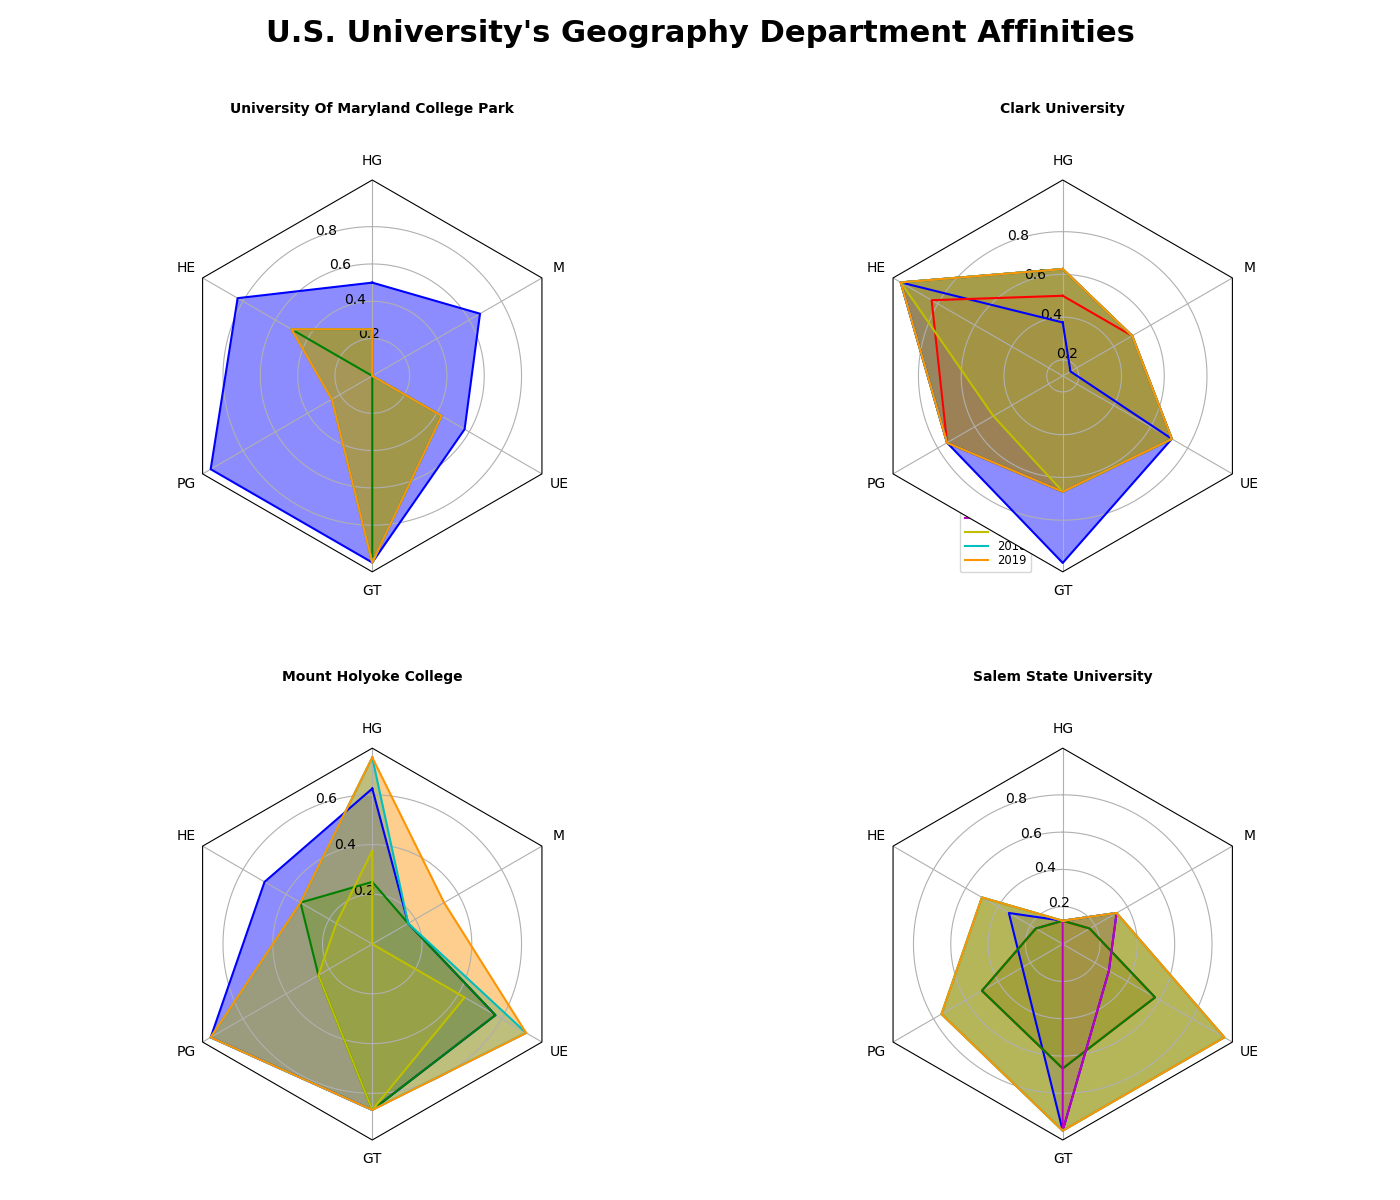 U.S. University's Geography Department Affinities
University Of Maryland College Park
HG
HE
M
0.8
0.6
0.4
0.2
PG
UE
GT
Clark University
HG
HE
M
0.8
0.6
0.4
0.2
PG
UE
2019
GT
Mount Holyoke College
HG
HE
M
0.6
0.4
0.2
PG
UE
GT
Salem State University
HG
HE
M
0.8
0.6
0.4
0.2
PG
UE
GT